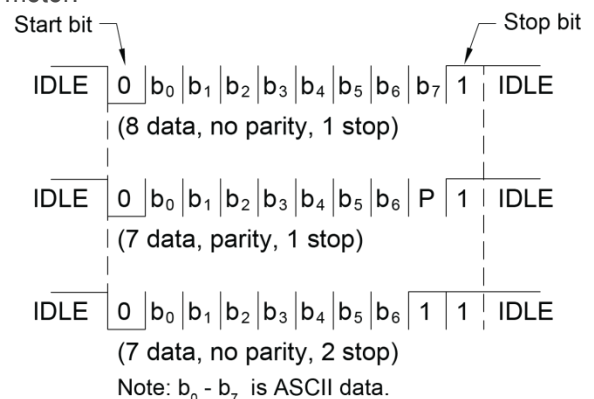 Start bit Stop bit
IDLE 0 b₀ b₁ b₂ b₃ b₄ b₅ b₆ b₇ 1 IDLE
(8 data, no parity, 1 stop)
IDLE 0 b₀ b₁ b₂ b₃ b₄ b₅ b₆ P 1 IDLE
(7 data, parity, 1 stop)
IDLE 0 b₀ b₁ b₂ b₃ b₄ b₅ b₆ 1 1 IDLE
(7 data, no parity, 2 stop)
Note: b₀ - b₇ is ASCII data.